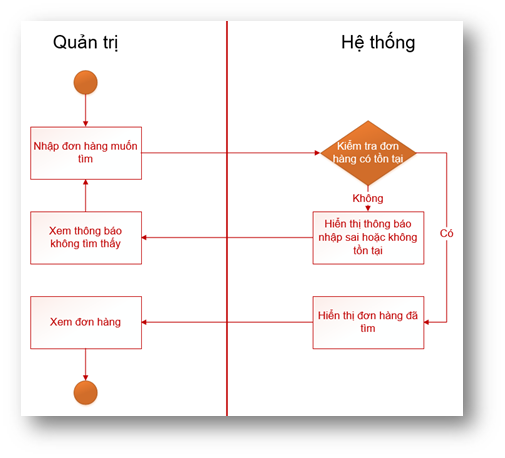 Quản trị
Hệ thống
Nhập đơn hàng muốn
tìm
Kiểm tra đơn
hàng có tồn tại
Không
Có
Xem thông báo
không tìm thấy
Hiển thị thông báo
nhập sai hoặc không
tồn tại
Xem đơn hàng
Hiển thị đơn hàng đã
tìm